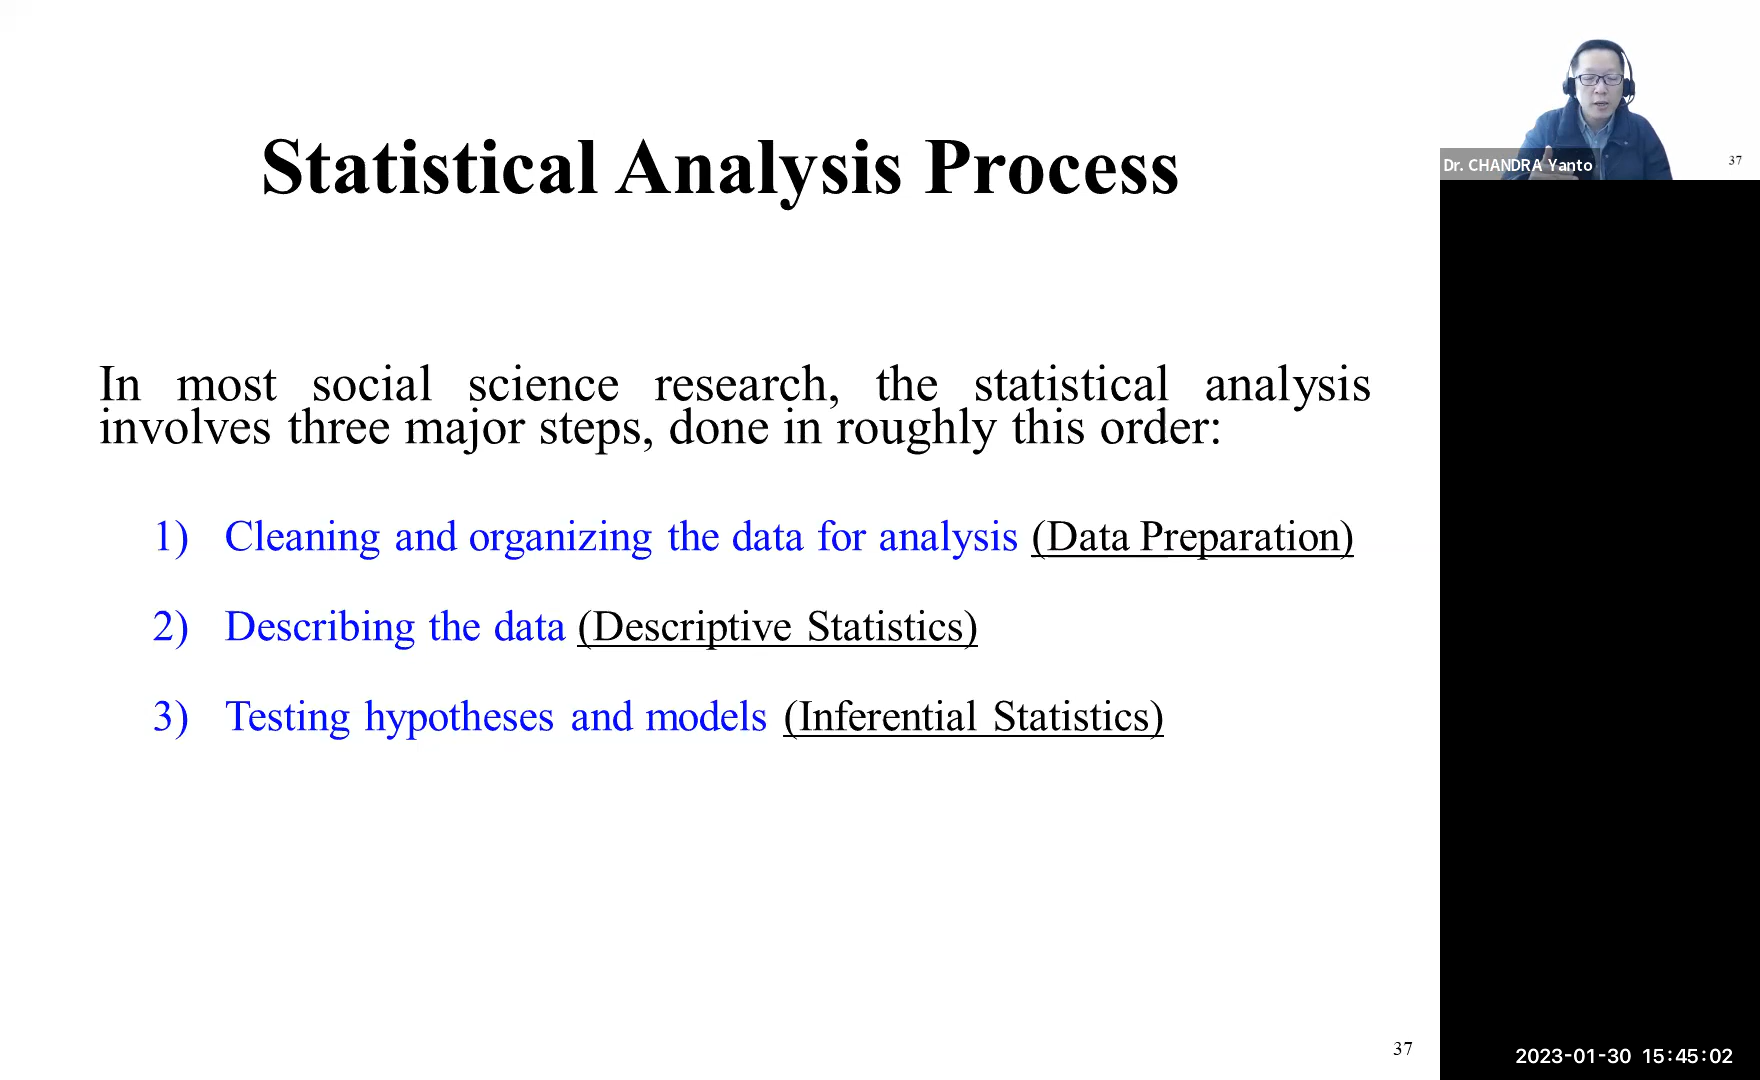 Statistical Analysis Process
In most social science research, the statistical analysis
involves three major steps, done in roughly this order:
1) Cleaning and organizing the data for analysis (Data Preparation)
2) Describing the data (Descriptive Statistics)
3) Testing hypotheses and models (Inferential Statistics)
37
Dr. CHANDRA Yanto
37
2023-01-30 15:45:02